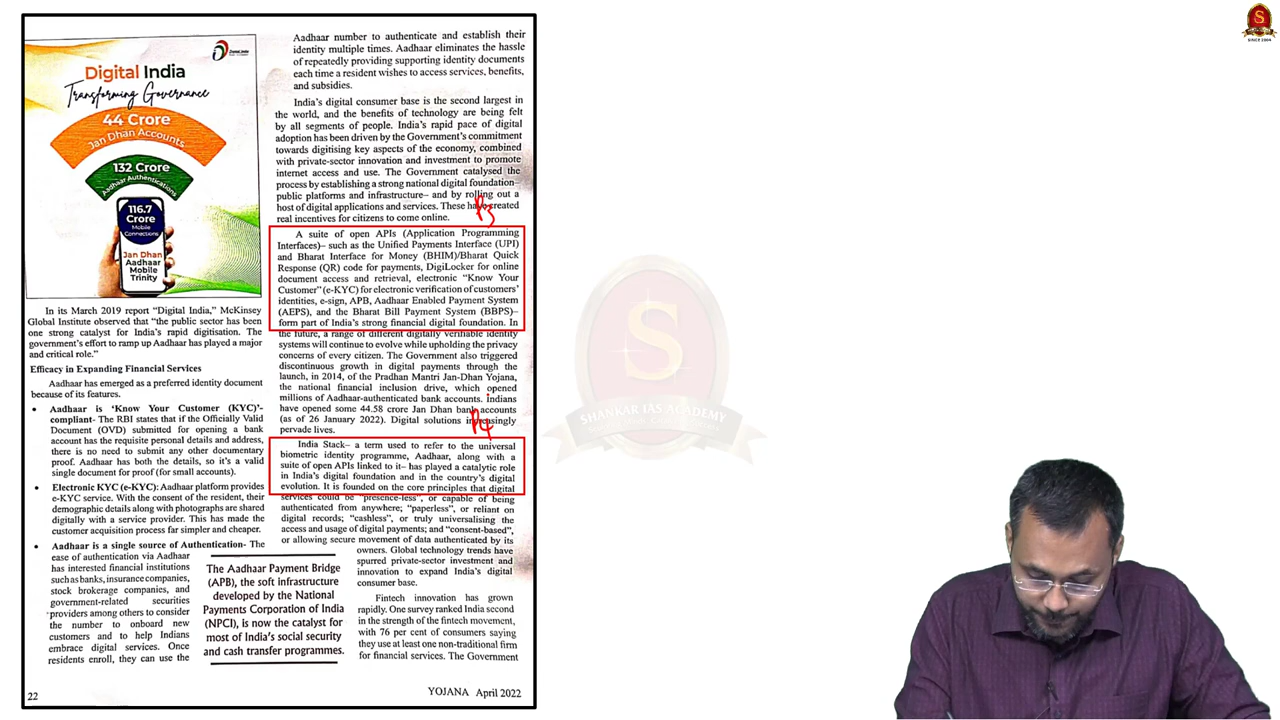 Digital India
Transforming Governance
44 Crore
Jan Dhan Accounts
132 Crore
Aadhaar Authentications
116.7
Crore
Mobile
Connections
Jan Dhan
Aadhaar
Mobile
Trinity
In its March 2019 report “Digital India,” McKinsey
Global Institute observed that “the public sector has been
one strong catalyst for India’s rapid digitisation. The
government’s effort to ramp up Aadhaar has played a major
and critical role.”
Efficacy in Expanding Financial Services
Aadhaar has emerged as a preferred identity document
because of its features.
• Aadhaar is ‘Know Your Customer (KYC)’-
compliant- The RBI states that if the Officially Valid
Document (OVD) submitted for opening a bank
account has the requisite personal details and address,
there is no need to submit any other documentary
proof. Aadhaar has both the details, so it’s a valid
single document for proof (for small accounts).
• Electronic KYC (e-KYC): Aadhaar platform provides
e-KYC service. With the consent of the resident, their
demographic details along with photographs are shared
digitally with a service provider. This has made the
customer acquisition process far simpler and cheaper.
• Aadhaar is a single source of Authentication- The
ease of authentication via Aadhaar
has interested financial institutions
such as banks, insurance companies,
stock brokerage companies, and
government-related securities
providers among others to consider
the number to onboard new
customers and to help Indians
embrace digital services. Once
residents enroll, they can use the
The Aadhaar Payment Bridge
(APB), the soft infrastructure
developed by the National
Payments Corporation of India
(NPCI), is now the catalyst for
most of India’s social security
and cash transfer programmes.
Aadhaar number to authenticate and establish their
identity multiple times. Aadhaar eliminates the hassle
of repeatedly providing supporting identity documents
each time a resident wishes to access services, benefits,
and subsidies.
India’s digital consumer base is the second largest in
the world, and the benefits of technology are being felt
by all segments of people. India’s rapid pace of digital
adoption has been driven by the Government’s commitment
towards digitising key aspects of the economy, combined
with private-sector innovation and investment to promote
internet access and use. The Government catalysed the
process by establishing a strong national digital foundation–
public platforms and infrastructure– and by rolling out a
host of digital applications and services. These have created
real incentives for citizens to come online.
P3
A suite of open APIs (Application Programming
Interfaces)– such as the Unified Payments Interface (UPI)
and Bharat Interface for Money (BHIM)/Bharat Quick
Response (QR) code for payments, DigiLocker for online
document access and retrieval, electronic “Know Your
Customer” (e-KYC) for electronic verification of customers’
identities, e-sign, APB, Aadhaar Enabled Payment System
(AEPS), and the Bharat Bill Payment System (BBPS)–
form part of India’s strong financial digital foundation. In
the future, a range of different digitally verifiable identity
systems will continue to evolve while upholding the privacy
concerns of every citizen. The Government also triggered
discontinuous growth in digital payments through the
launch, in 2014, of the Pradhan Mantri Jan-Dhan Yojana,
the national financial inclusion drive, which opened
millions of Aadhaar-authenticated bank accounts. Indians
have opened some 44.58 crore Jan Dhan bank accounts
(as of 26 January 2022). Digital solutions increasingly
pervade lives.
P4
India Stack– a term used to refer to the universal
biometric identity programme, Aadhaar, along with a
suite of open APIs linked to it– has played a catalytic role
in India’s digital foundation and in the country’s digital
evolution. It is founded on the core principles that digital
services could be “presence-less”, or capable of being
authenticated from anywhere; “paperless”, or reliant on
digital records; “cashless”, or truly universalising the
access and usage of digital payments; and “consent-based”,
or allowing secure movement of data authenticated by its
owners. Global technology trends have
spurred private-sector investment and
innovation to expand India’s digital
consumer base.
Fintech innovation has grown
rapidly. One survey ranked India second
in the strength of the fintech movement,
with 76 per cent of consumers saying
they use at least one non-traditional firm
for financial services. The Government
22
YOJANA April 2022
SHANKAR IAS ACADEMY
SINCE 2004